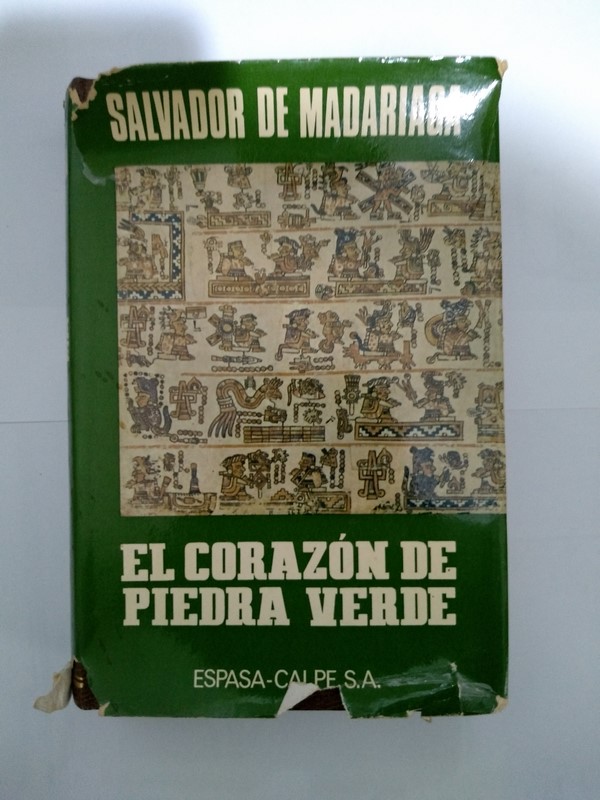 SALVADOR DE MADARIAGA
EL CORAZÓN DE
PIEDRA VERDE
ESPASA-CALPE, S.A.